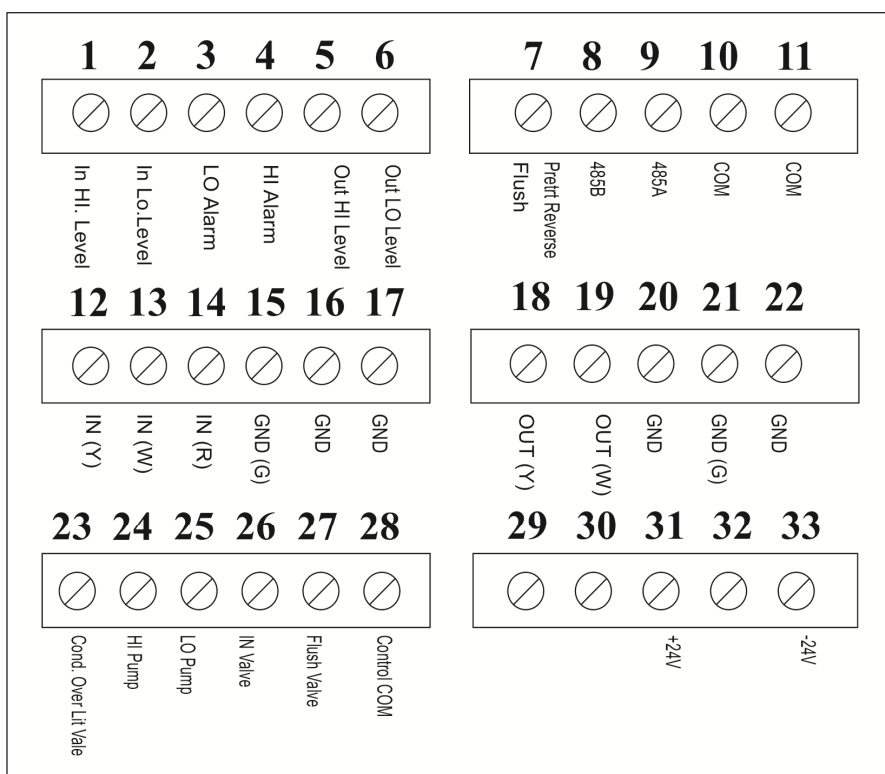 1 2 3 4 5 6
7 8 9 10 11
In HI. Level
In Lo.Level
LO Alarm
HI Alarm
Out HI Level
Out LO Level
Pretrt Reverse
Flush
485B
485A
COM
COM
12 13 14 15 16 17
18 19 20 21 22
IN (Y)
IN (W)
IN (R)
GND (G)
GND
GND
OUT (Y)
OUT (W)
GND
GND (G)
GND
23 24 25 26 27 28
29 30 31 32 33
Cond. Over Lit Vale
HI Pump
LO Pump
IN Valve
Flush Valve
Control COM
+24V
-24V